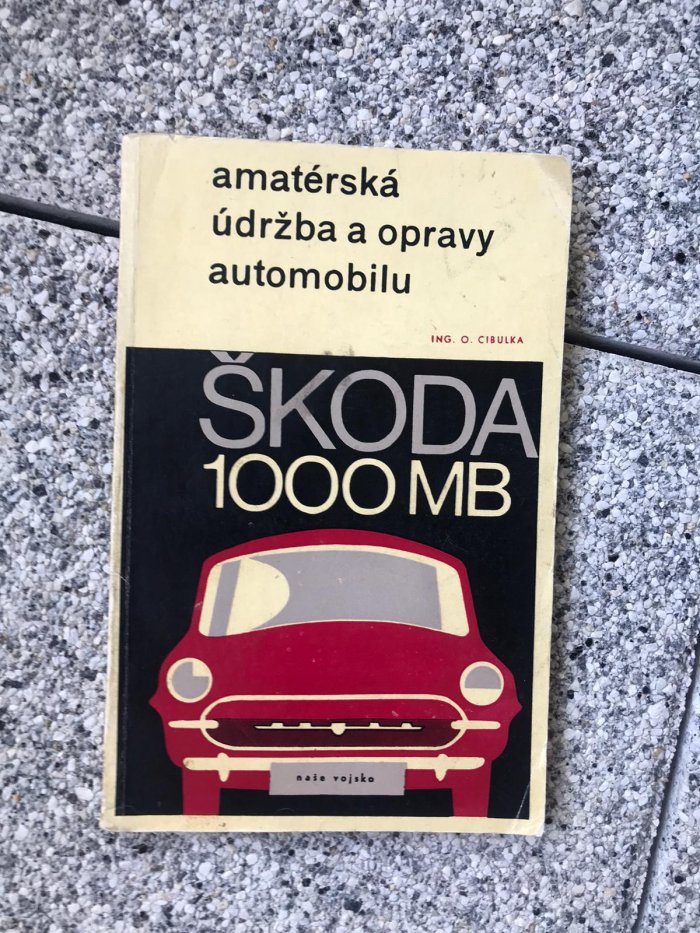 amatérská
údržba a opravy
automobilu
ING. O. CIBULKA
ŠKODA
1000 MB
naše vojsko